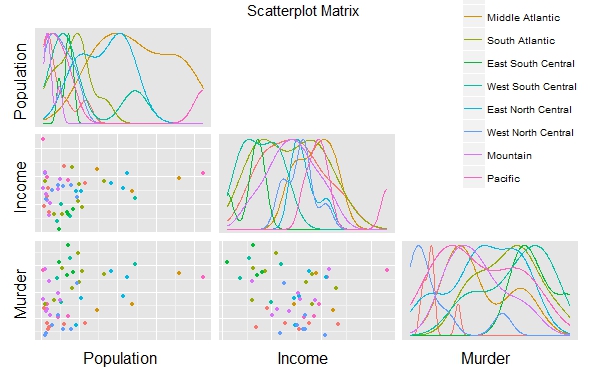 Scatterplot Matrix
Middle Atlantic
South Atlantic
East South Central
West South Central
East North Central
West North Central
Mountain
Pacific
Population
Income
Murder
Population
Income
Murder